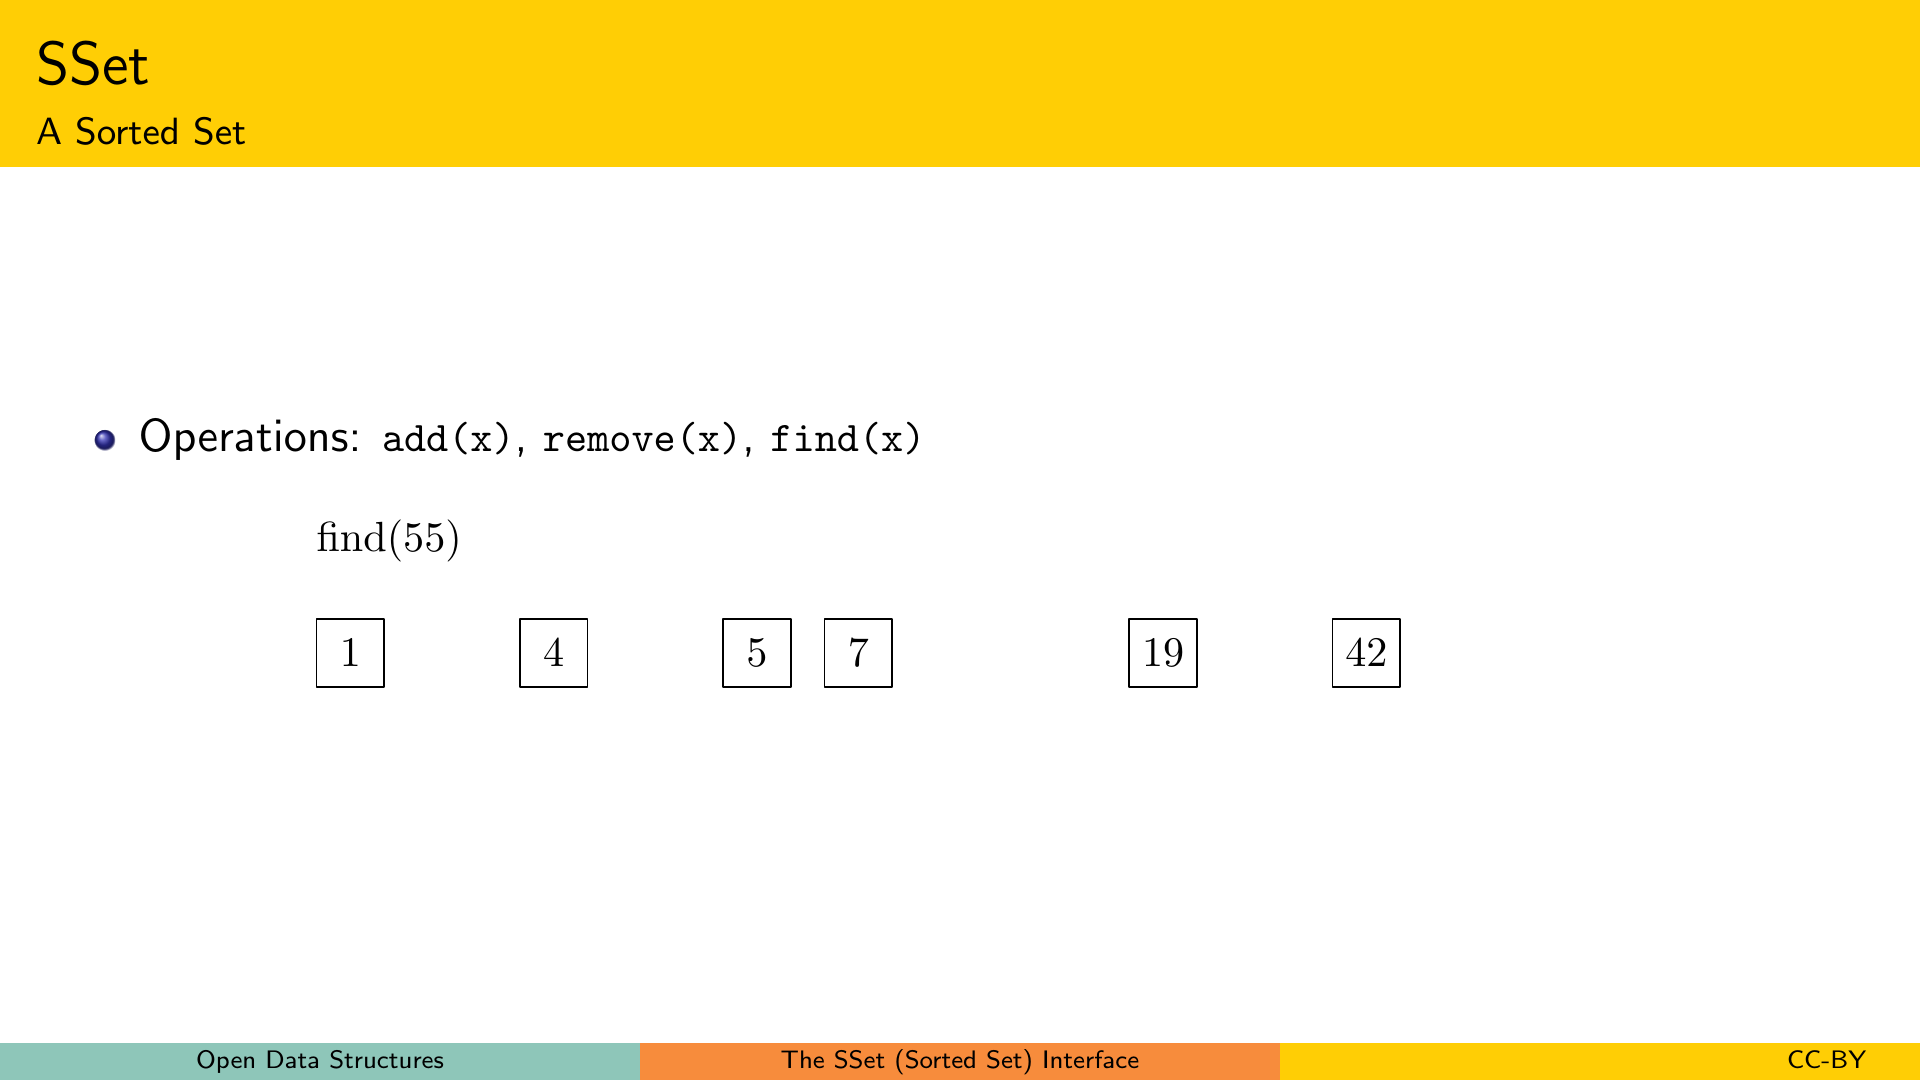 SSet
A Sorted Set
Operations: add(x), remove(x), find(x)
find(55)
1 4 5 7 19 42
Open Data Structures The SSet (Sorted Set) Interface CC-BY